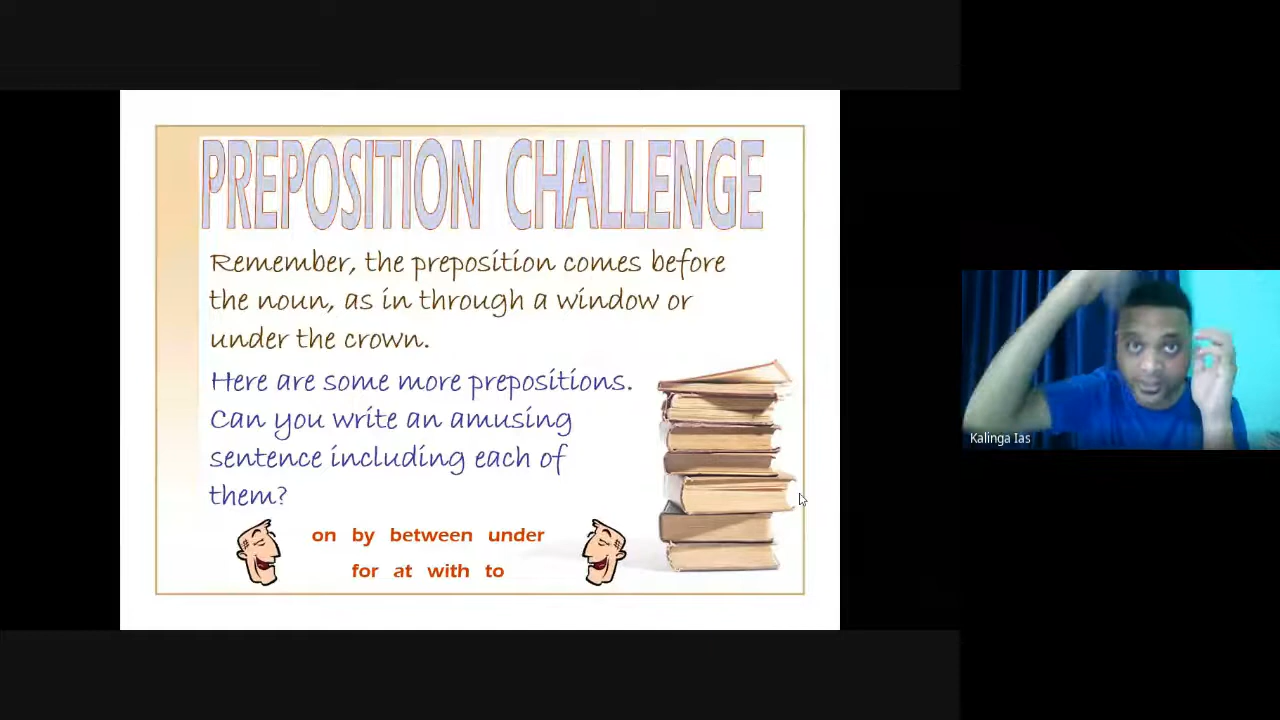 PREPOSITION CHALLENGE
Remember, the preposition comes before
the noun, as in through a window or
under the crown.
Here are some more prepositions.
Can you write an amusing
sentence including each of
them?
on by between under
for at with to
Kalinga Ias